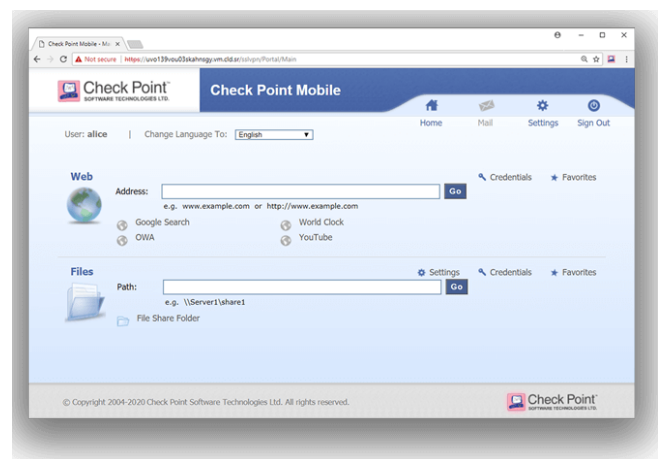 Check Point Mobile - Mo
Not secure | https://uvo139vou03skahnsgy.vm.cld.sr/sslvpn/Portal/Main
Check Point™
SOFTWARE TECHNOLOGIES LTD.
Check Point Mobile
Home Mail Settings Sign Out
User: alice | Change Language To: English
Web
Credentials Favorites
Address: Go
e.g. www.example.com or http://www.example.com
Google Search World Clock
OWA YouTube
Files
Settings Credentials Favorites
Path: Go
e.g. \\Server1\share1
File Share Folder
© Copyright 2004-2020 Check Point Software Technologies Ltd. All rights reserved.
Check Point™
SOFTWARE TECHNOLOGIES LTD.